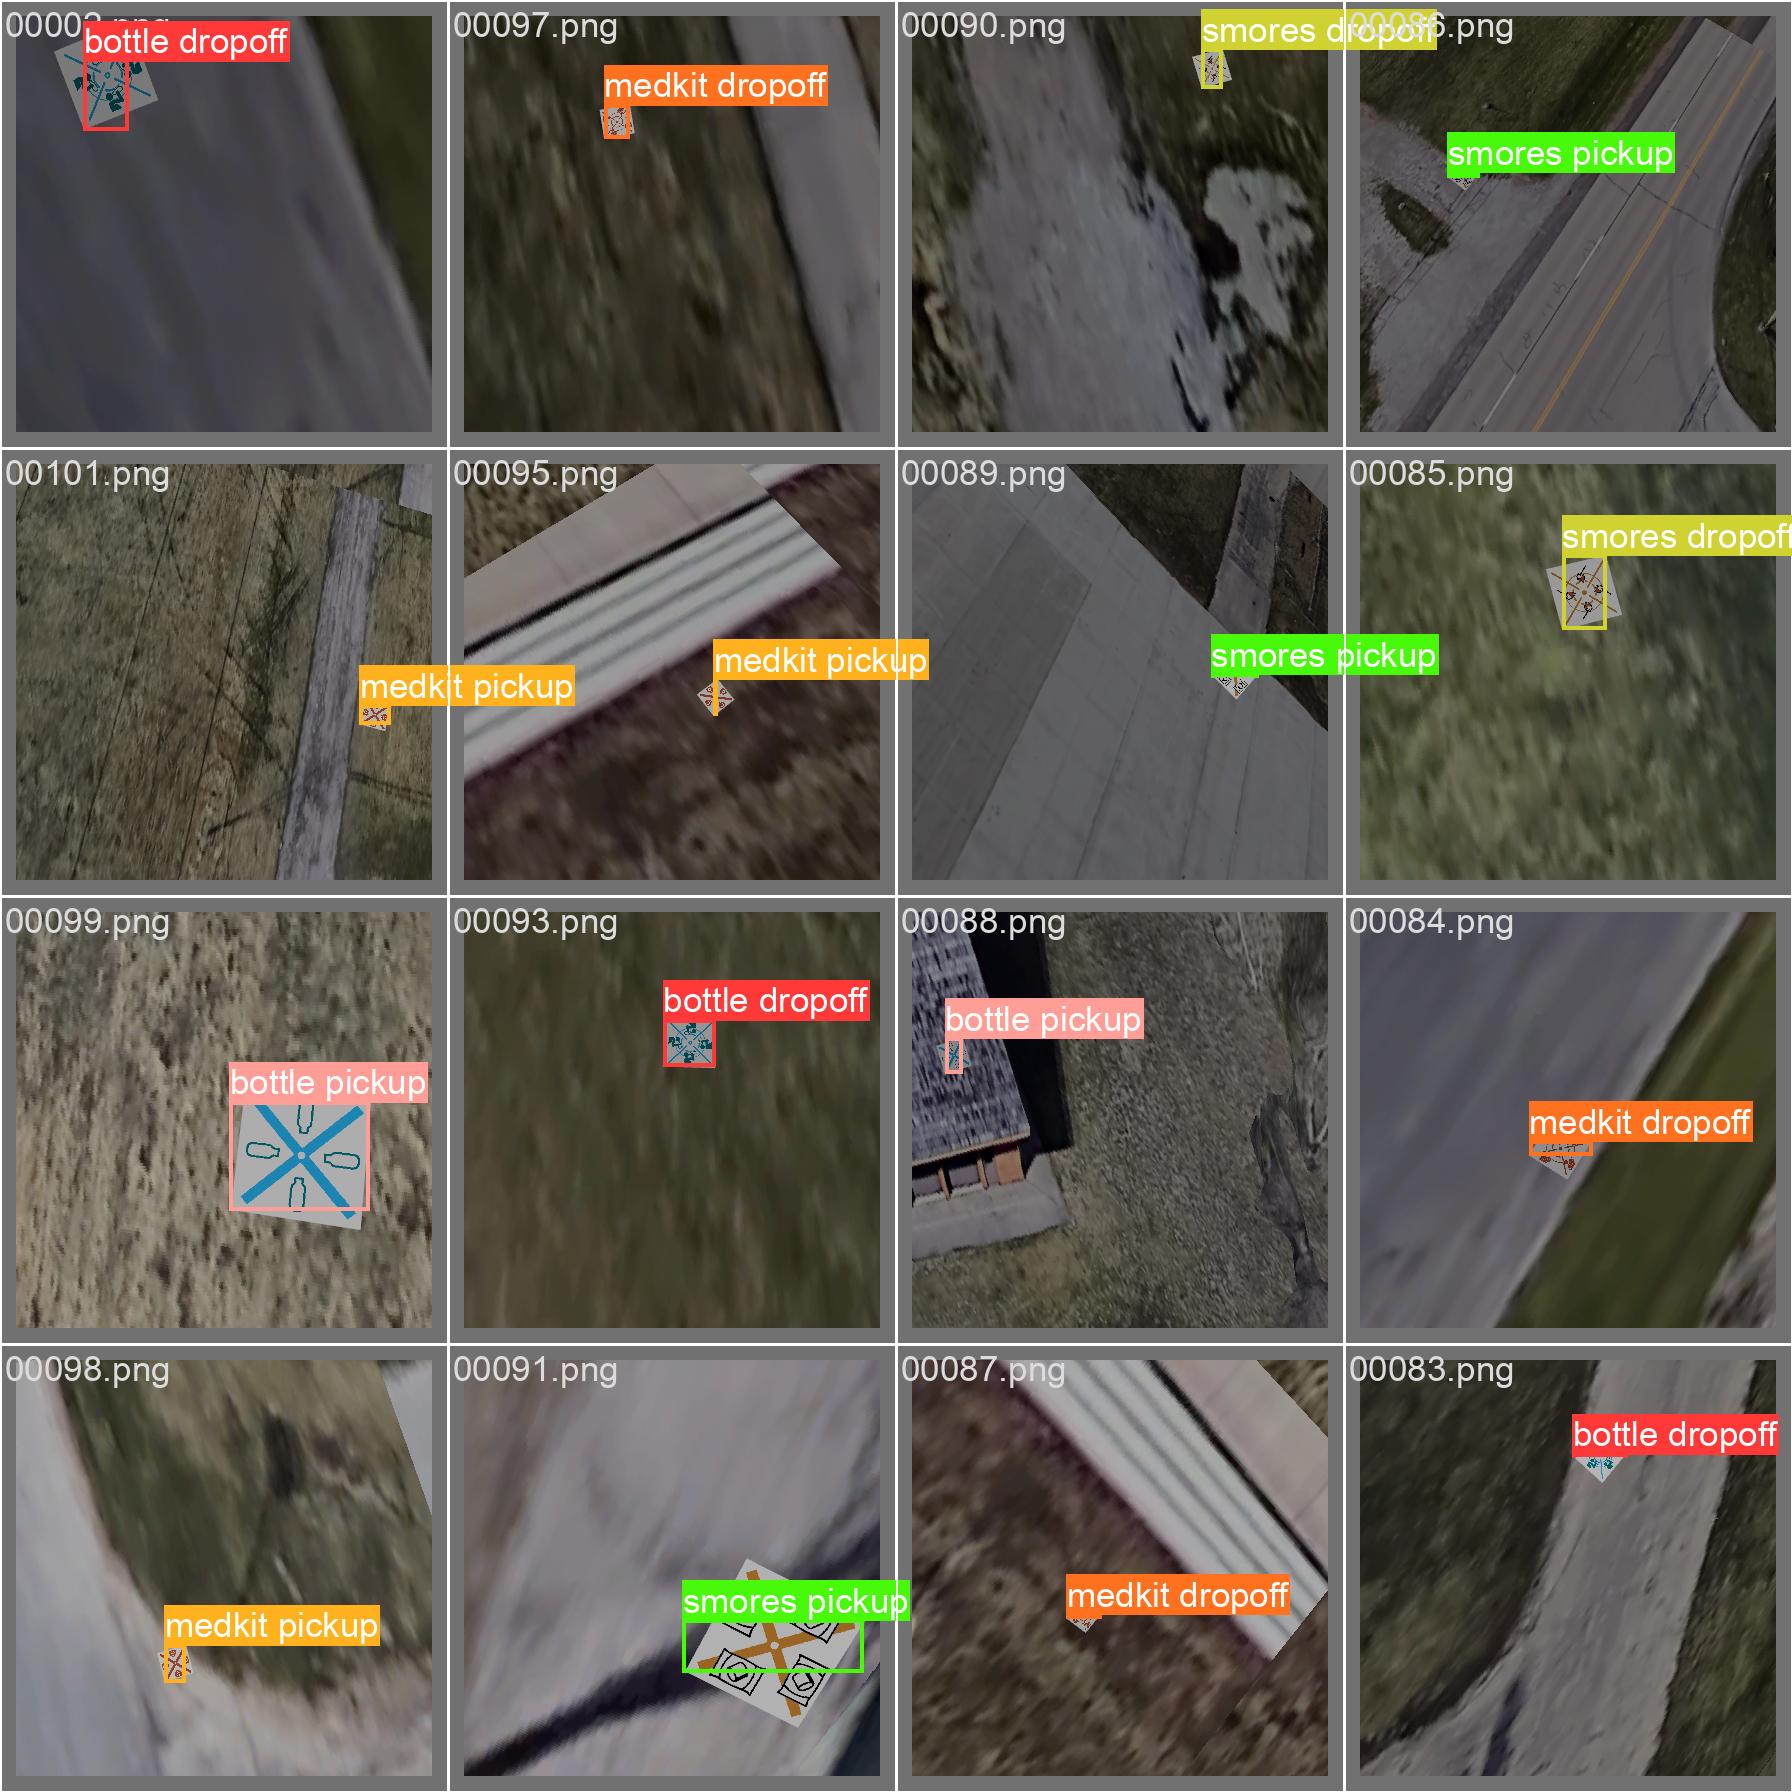 bottle dropoff
00097.png
medkit dropoff
00090.png
smores dropoff
smores pickup
00101.png
medkit pickup
00095.png
medkit pickup
00089.png
smores pickup
00085.png
smores dropoff
00099.png
bottle pickup
00093.png
bottle dropoff
00088.png
bottle pickup
00084.png
medkit dropoff
00098.png
medkit pickup
00091.png
smores pickup
00087.png
medkit dropoff
00083.png
bottle dropoff